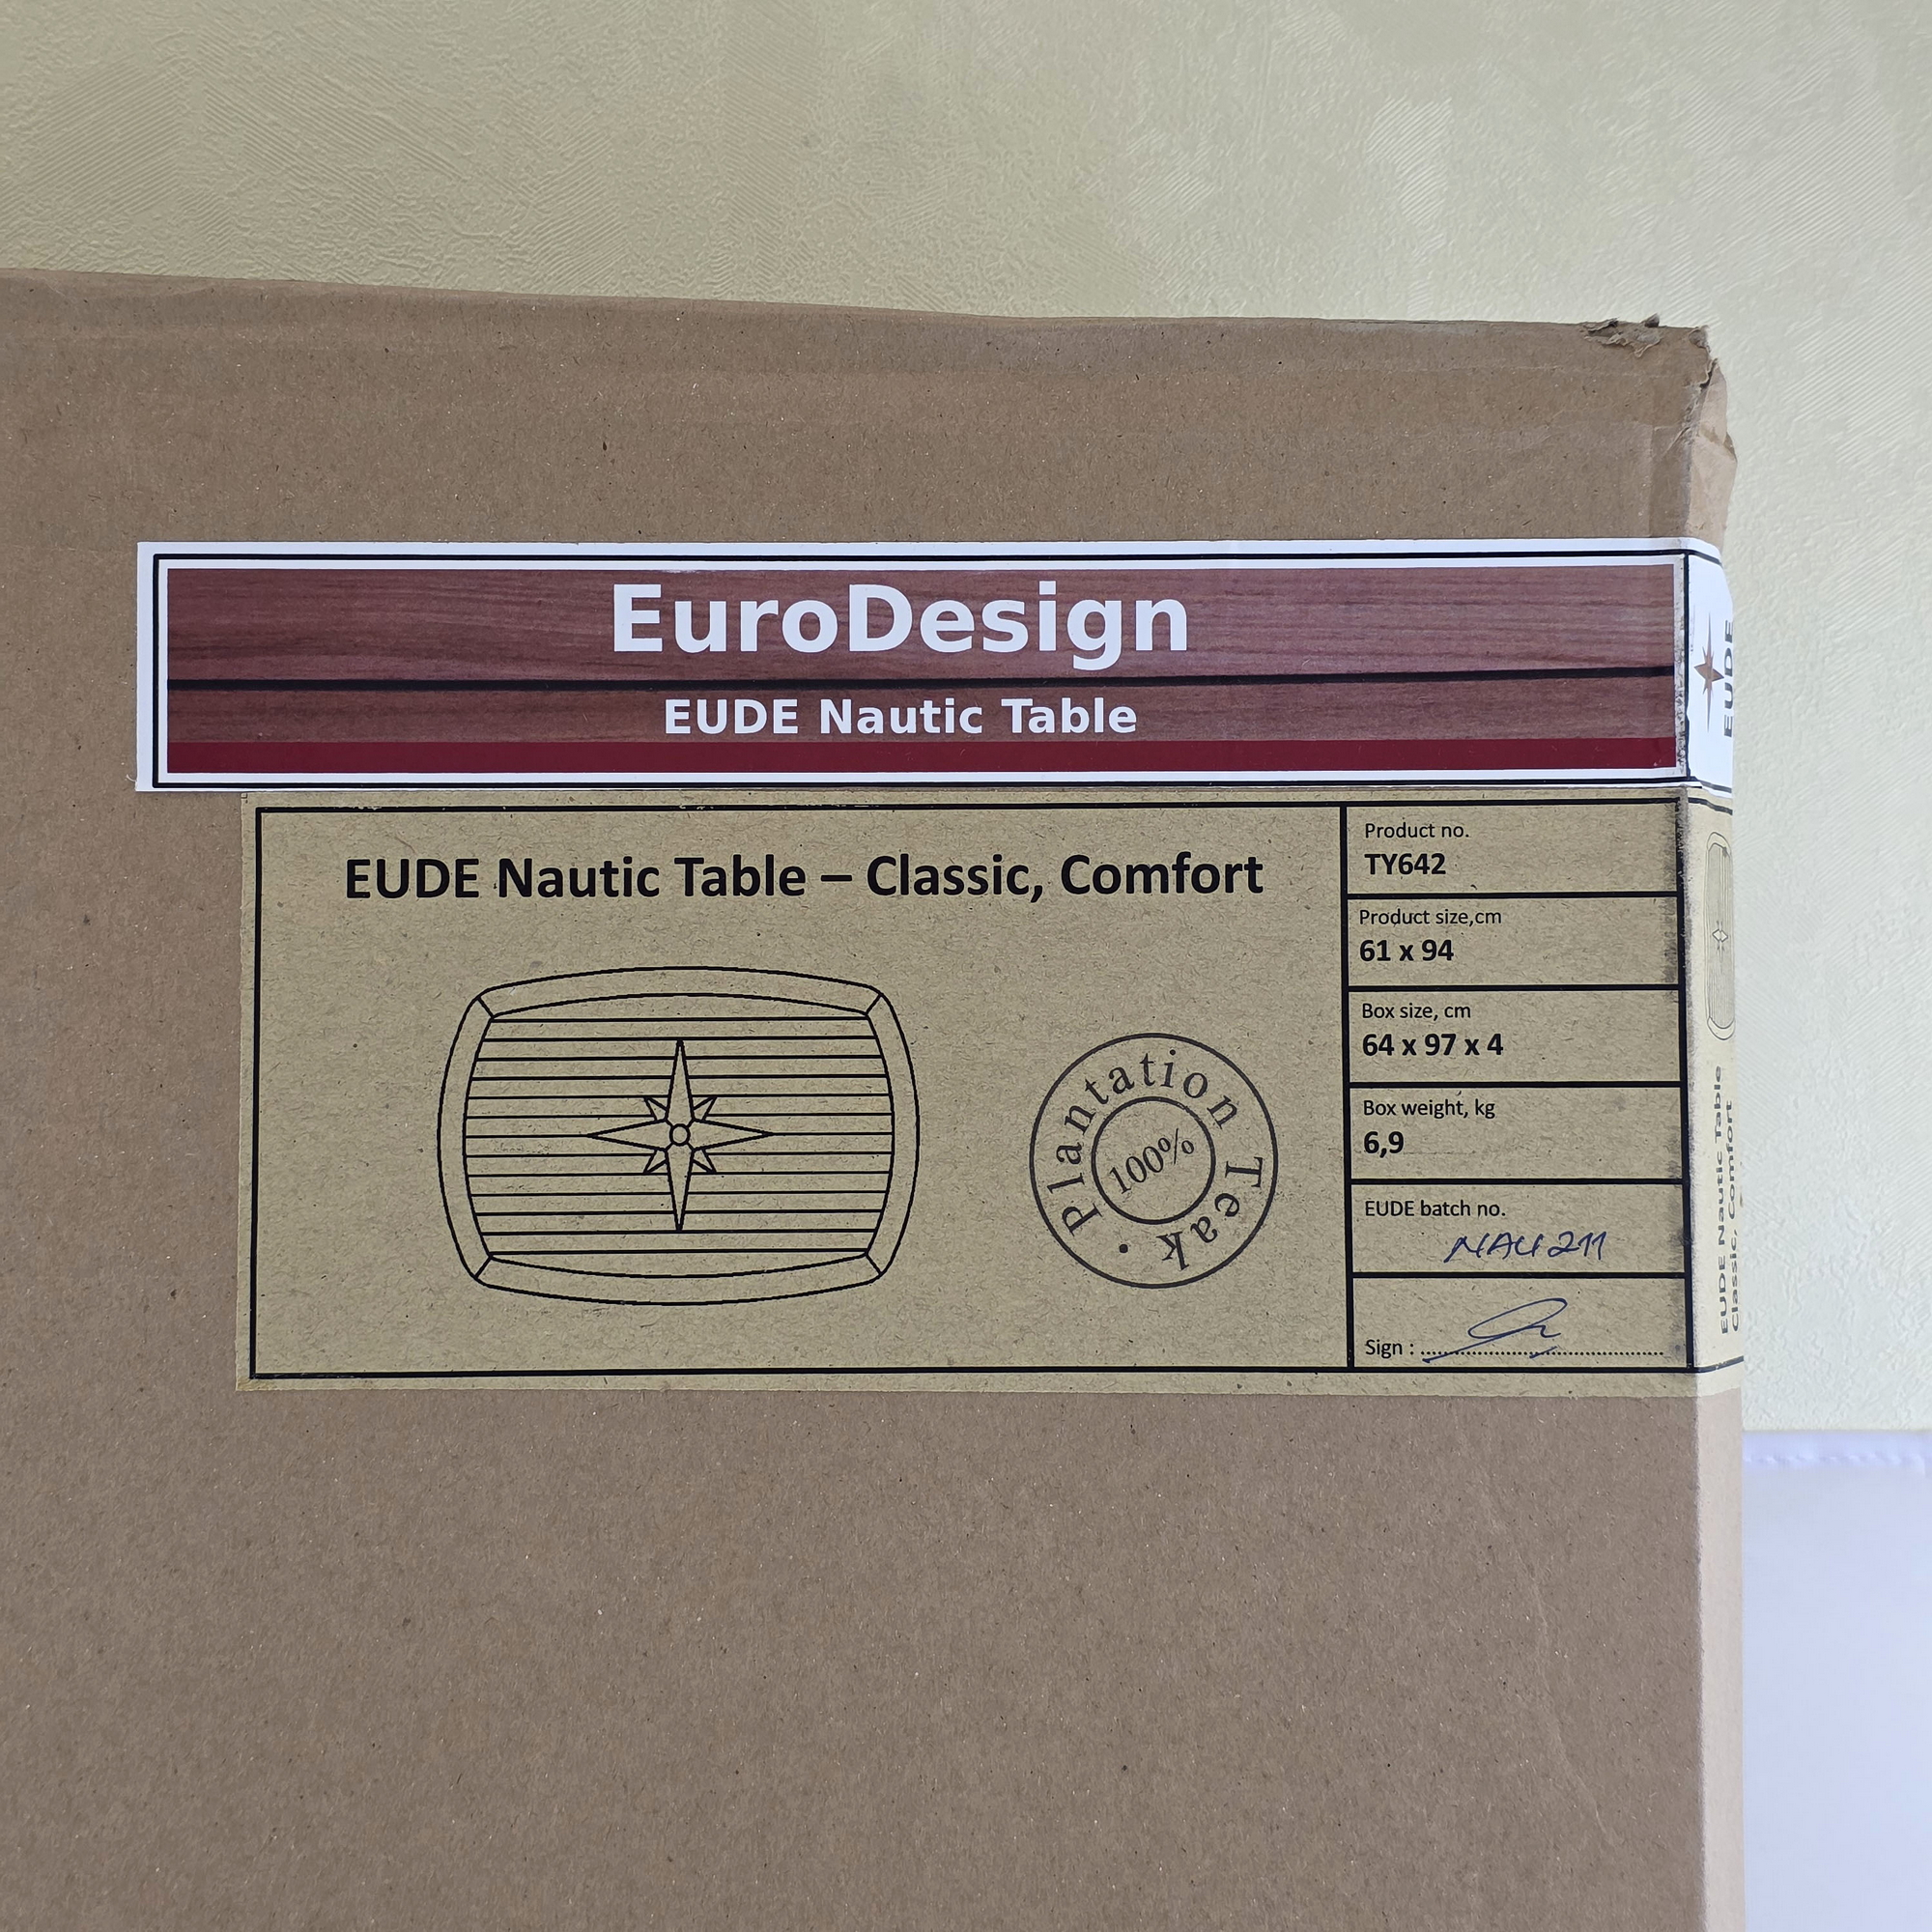 EuroDesign
EUDE Nautic Table
EUDE Nautic Table – Classic, Comfort
Plantation Teak •
100%
Product no.
TY642
Product size,cm
61 x 94
Box size, cm
64 x 97 x 4
Box weight, kg
6,9
EUDE batch no.
NAU211
Sign :
EUDE
EUDE Nautic Table
Classic, Comfort